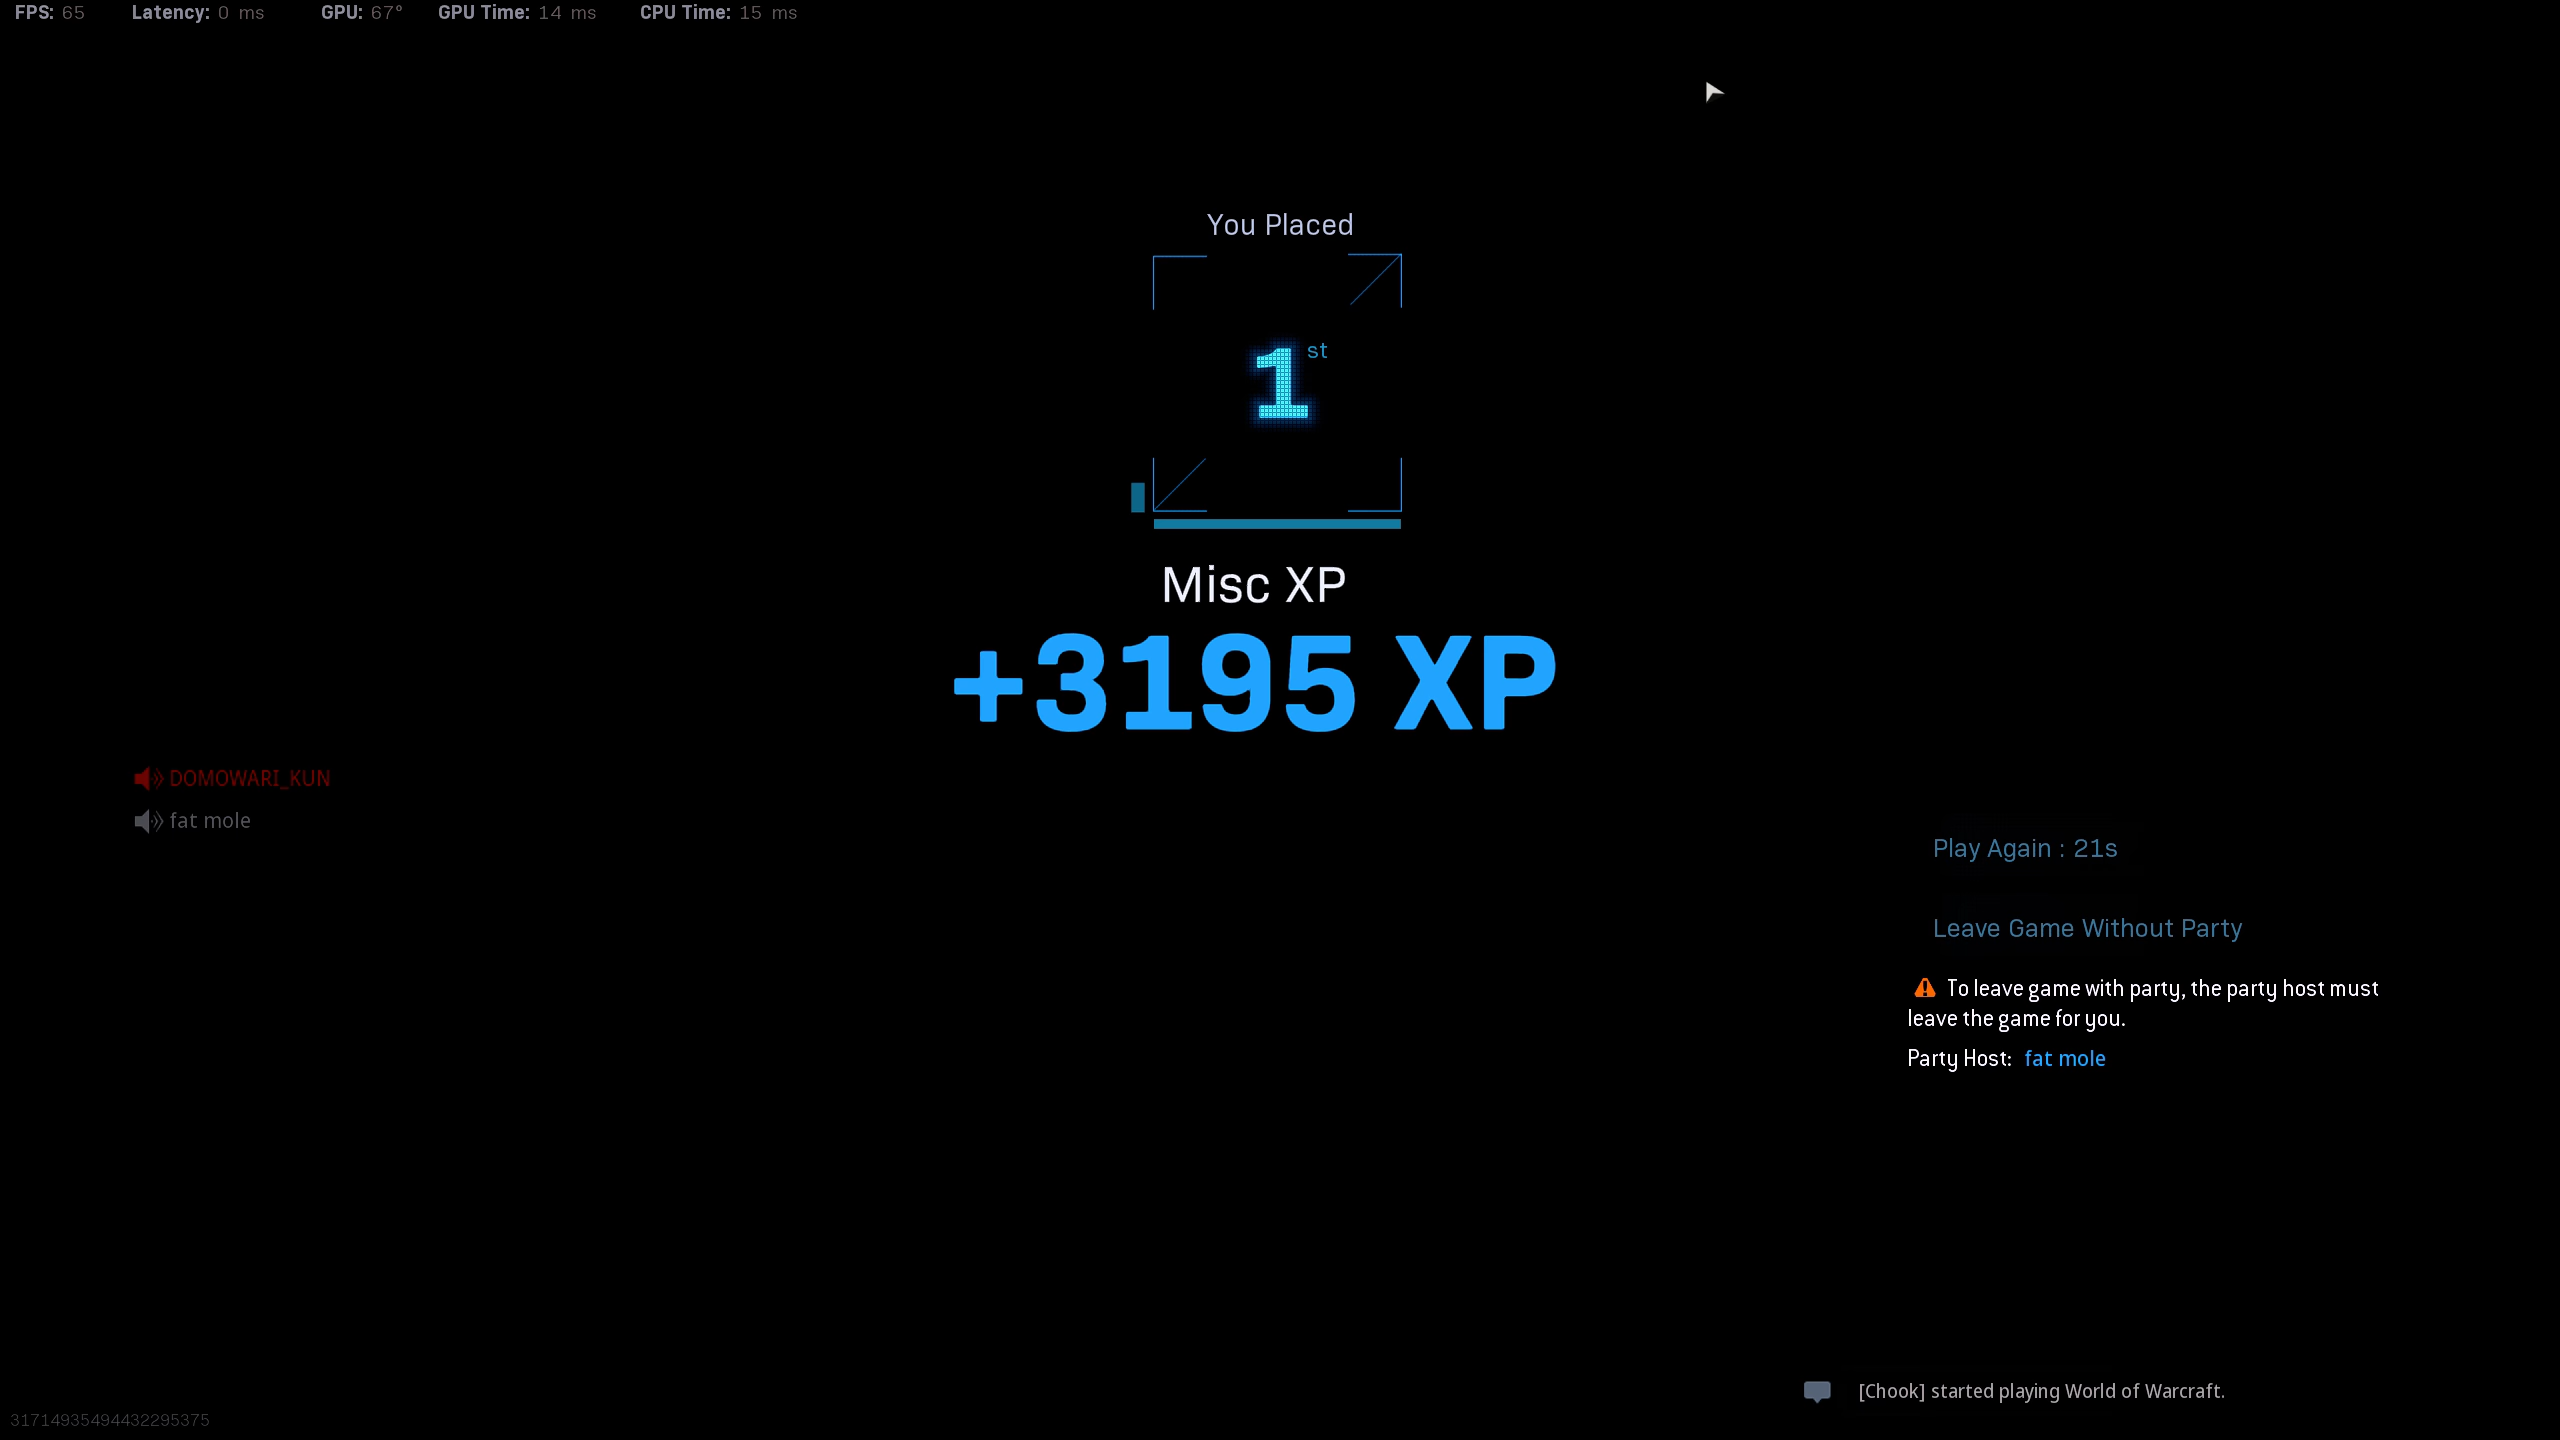 FPS: 65 Latency: 0 ms GPU: 67° GPU Time: 14 ms CPU Time: 15 ms
You Placed
1st
Misc XP
+3195 XP
DOMOWARI_KUN
fat mole
Play Again : 21s
Leave Game Without Party
To leave game with party, the party host must
leave the game for you.
Party Host: fat mole
[Chook] started playing World of Warcraft.
31714935494432295375